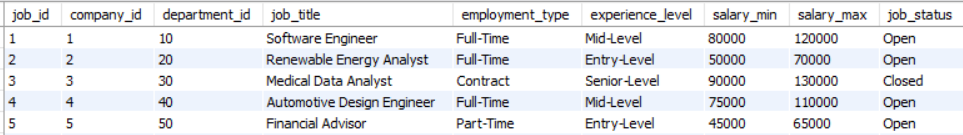 job_id company_id department_id job_title employment_type experience_level salary_min salary_max job_status
1 1 10 Software Engineer Full-Time Mid-Level 80000 120000 Open
2 2 20 Renewable Energy Analyst Full-Time Entry-Level 50000 70000 Open
3 3 30 Medical Data Analyst Contract Senior-Level 90000 130000 Closed
4 4 40 Automotive Design Engineer Full-Time Mid-Level 75000 110000 Open
5 5 50 Financial Advisor Part-Time Entry-Level 45000 65000 Open